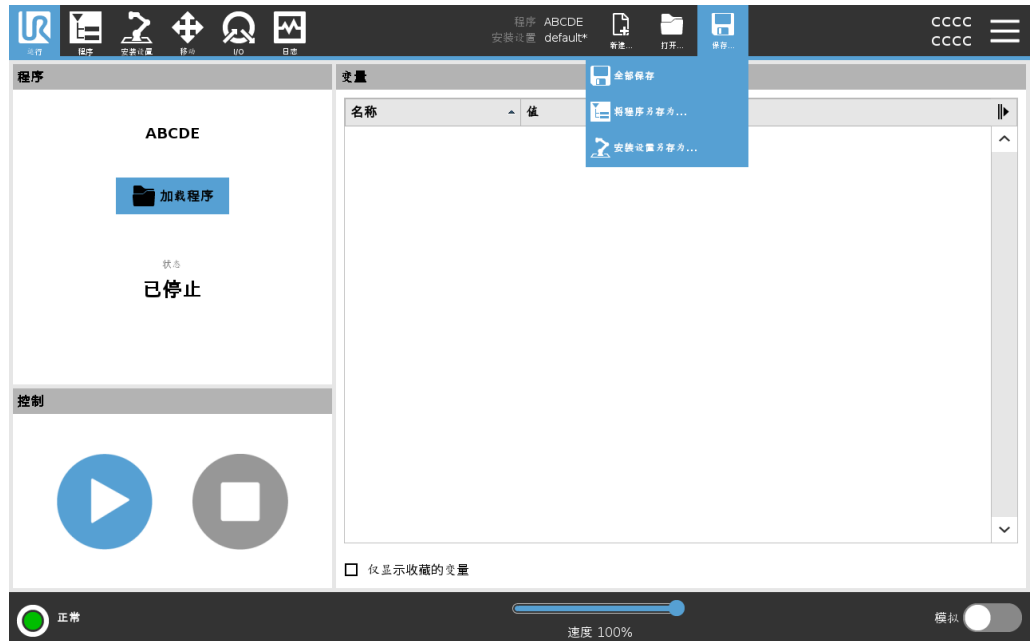 UR
运行
程序
安装设置
移动
I/O
日志
程序 ABCDE
安装设置 default*
新建...
打开...
保存...
CCCC
CCCC
全部保存
将程序另存为...
安装设置另存为...
程序
ABCDE
加载程序
状态
已停止
变量
名称
值
控制
仅显示收藏的变量
正常
速度 100%
模拟